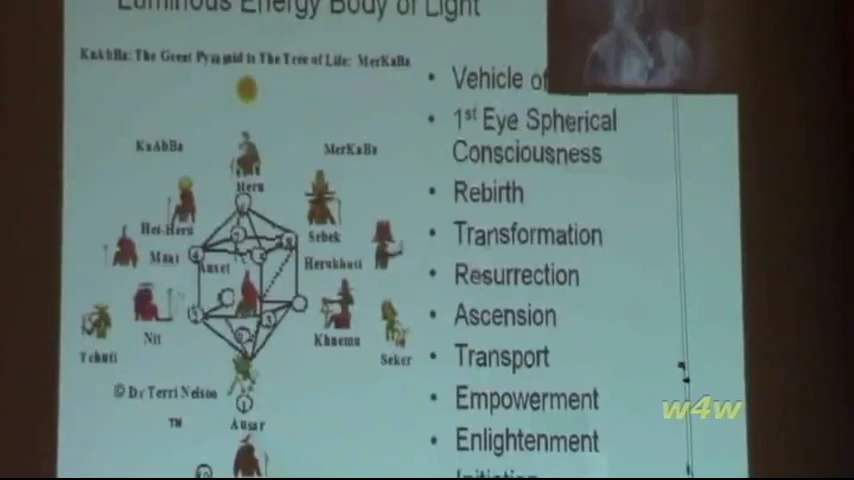 Luminous Energy Body of Light
KaAbBa: The Great Pyramid is The Tree of Life: MerKaBa
KaAbBa
MerKaBa
Heru
Het-Heru
Sebek
Maat
Auset
Herukhuti
Nit
Khnemu
Tehuti
Seker
© Dr Terri Nelson
TM
Ausar
• Vehicle of
• 1st Eye Spherical
Consciousness
• Rebirth
• Transformation
• Resurrection
• Ascension
• Transport
• Empowerment
• Enlightenment
Initiation
w4w